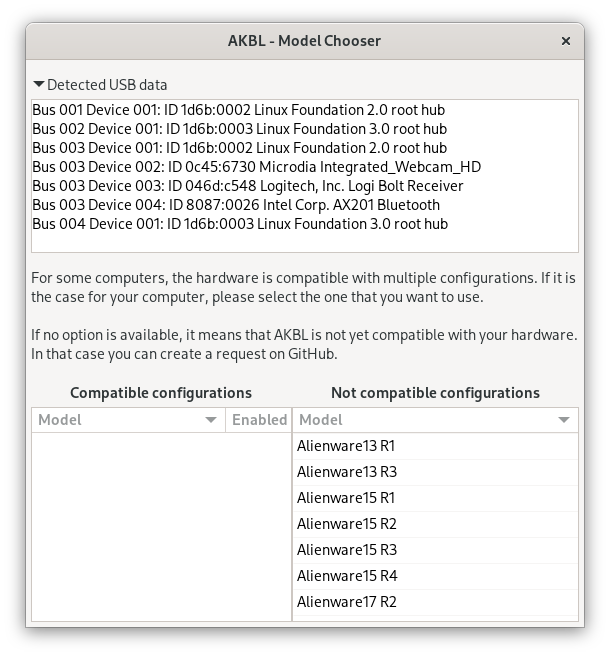 AKBL - Model Chooser
Detected USB data
Bus 001 Device 001: ID 1d6b:0002 Linux Foundation 2.0 root hub
Bus 002 Device 001: ID 1d6b:0003 Linux Foundation 3.0 root hub
Bus 003 Device 001: ID 1d6b:0002 Linux Foundation 2.0 root hub
Bus 003 Device 002: ID 0c45:6730 Microdia Integrated_Webcam_HD
Bus 003 Device 003: ID 046d:c548 Logitech, Inc. Logi Bolt Receiver
Bus 003 Device 004: ID 8087:0026 Intel Corp. AX201 Bluetooth
Bus 004 Device 001: ID 1d6b:0003 Linux Foundation 3.0 root hub
For some computers, the hardware is compatible with multiple configurations. If it is
the case for your computer, please select the one that you want to use.
If no option is available, it means that AKBL is not yet compatible with your hardware.
In that case you can create a request on GitHub.
Compatible configurations
Not compatible configurations
Model Enabled
Model
Alienware13 R1
Alienware13 R3
Alienware15 R1
Alienware15 R2
Alienware15 R3
Alienware15 R4
Alienware17 R2